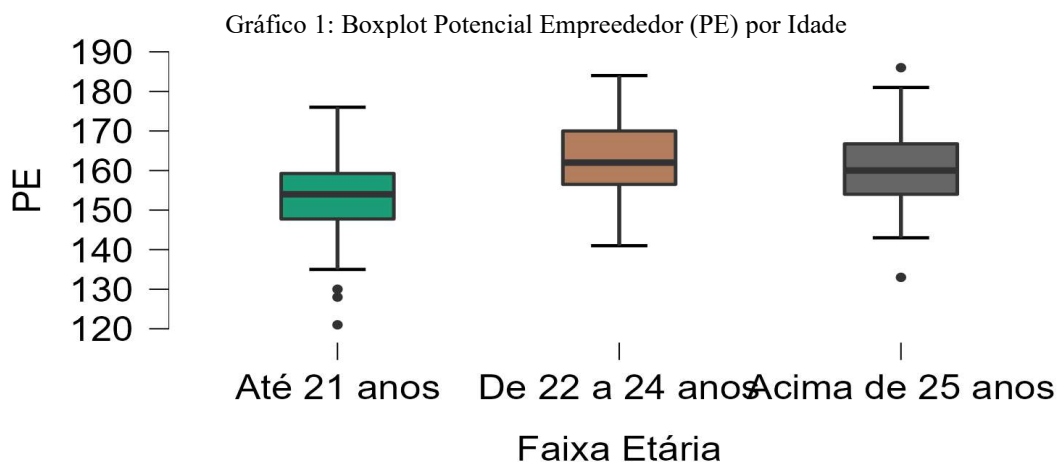 Gráfico 1: Boxplot Potencial Empreededor (PE) por Idade
190
180
170
160
150
140
130
120
PE
Até 21 anos
De 22 a 24 anos
Acima de 25 anos
Faixa Etária